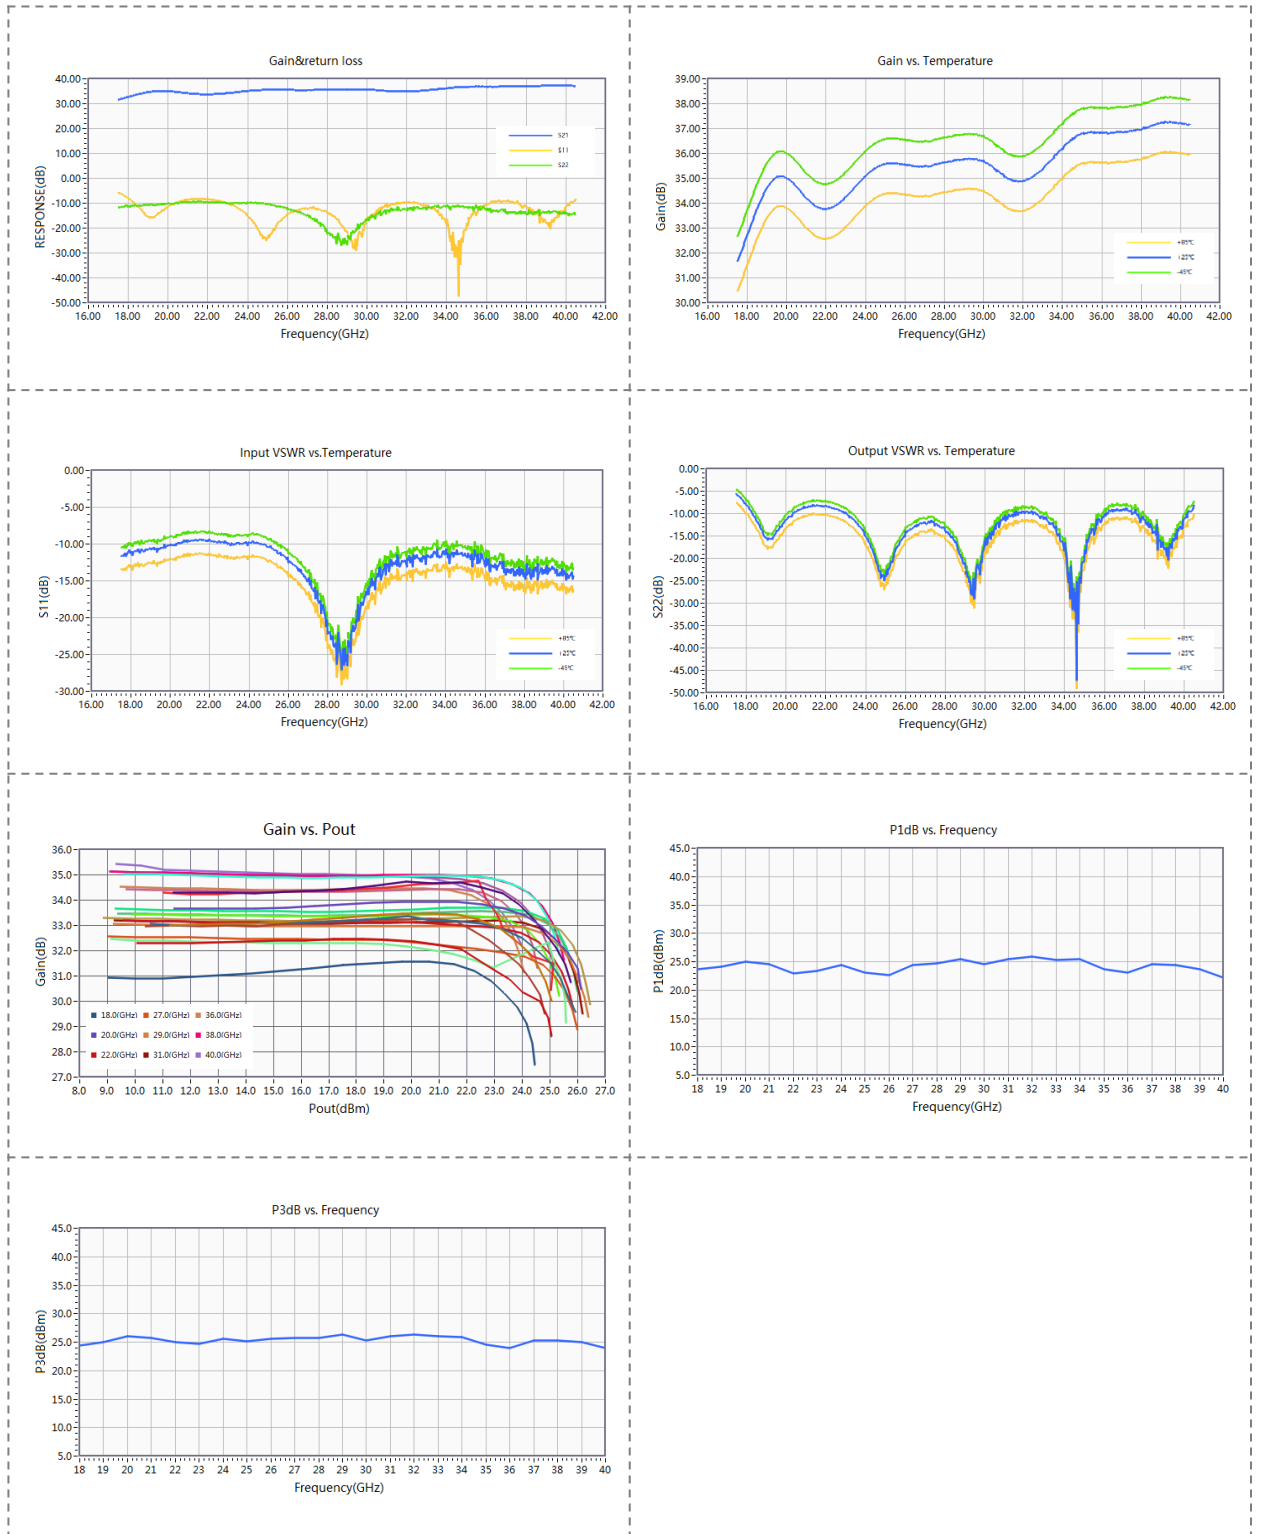 Gain&return loss
40.00
30.00
20.00
10.00
0.00
-10.00
-20.00
-30.00
-40.00
-50.00
RESPONSE(dB)
S21
S11
S22
16.00 18.00 20.00 22.00 24.00 26.00 28.00 30.00 32.00 34.00 36.00 38.00 40.00 42.00
Frequency(GHz)
Gain vs. Temperature
39.00
38.00
37.00
36.00
35.00
34.00
33.00
32.00
31.00
30.00
Gain(dB)
+85℃
+25℃
-45℃
16.00 18.00 20.00 22.00 24.00 26.00 28.00 30.00 32.00 34.00 36.00 38.00 40.00 42.00
Frequency(GHz)
Input VSWR vs.Temperature
0.00
-5.00
-10.00
-15.00
-20.00
-25.00
-30.00
S11(dB)
+85℃
+25℃
-45℃
16.00 18.00 20.00 22.00 24.00 26.00 28.00 30.00 32.00 34.00 36.00 38.00 40.00 42.00
Frequency(GHz)
Output VSWR vs. Temperature
0.00
-5.00
-10.00
-15.00
-20.00
-25.00
-30.00
-35.00
-40.00
-45.00
-50.00
S22(dB)
+85℃
+25℃
-45℃
16.00 18.00 20.00 22.00 24.00 26.00 28.00 30.00 32.00 34.00 36.00 38.00 40.00 42.00
Frequency(GHz)
Gain vs. Pout
36.0
35.0
34.0
33.0
32.0
31.0
30.0
29.0
28.0
27.0
Gain(dB)
18.0(GHz) 27.0(GHz) 36.0(GHz)
20.0(GHz) 29.0(GHz) 38.0(GHz)
22.0(GHz) 31.0(GHz) 40.0(GHz)
8.0 9.0 10.0 11.0 12.0 13.0 14.0 15.0 16.0 17.0 18.0 19.0 20.0 21.0 22.0 23.0 24.0 25.0 26.0 27.0
Pout(dBm)
P1dB vs. Frequency
45.0
40.0
35.0
30.0
25.0
20.0
15.0
10.0
5.0
P1dB(dBm)
18 19 20 21 22 23 24 25 26 27 28 29 30 31 32 33 34 35 36 37 38 39 40
Frequency(GHz)
P3dB vs. Frequency
45.0
40.0
35.0
30.0
25.0
20.0
15.0
10.0
5.0
P3dB(dBm)
18 19 20 21 22 23 24 25 26 27 28 29 30 31 32 33 34 35 36 37 38 39 40
Frequency(GHz)